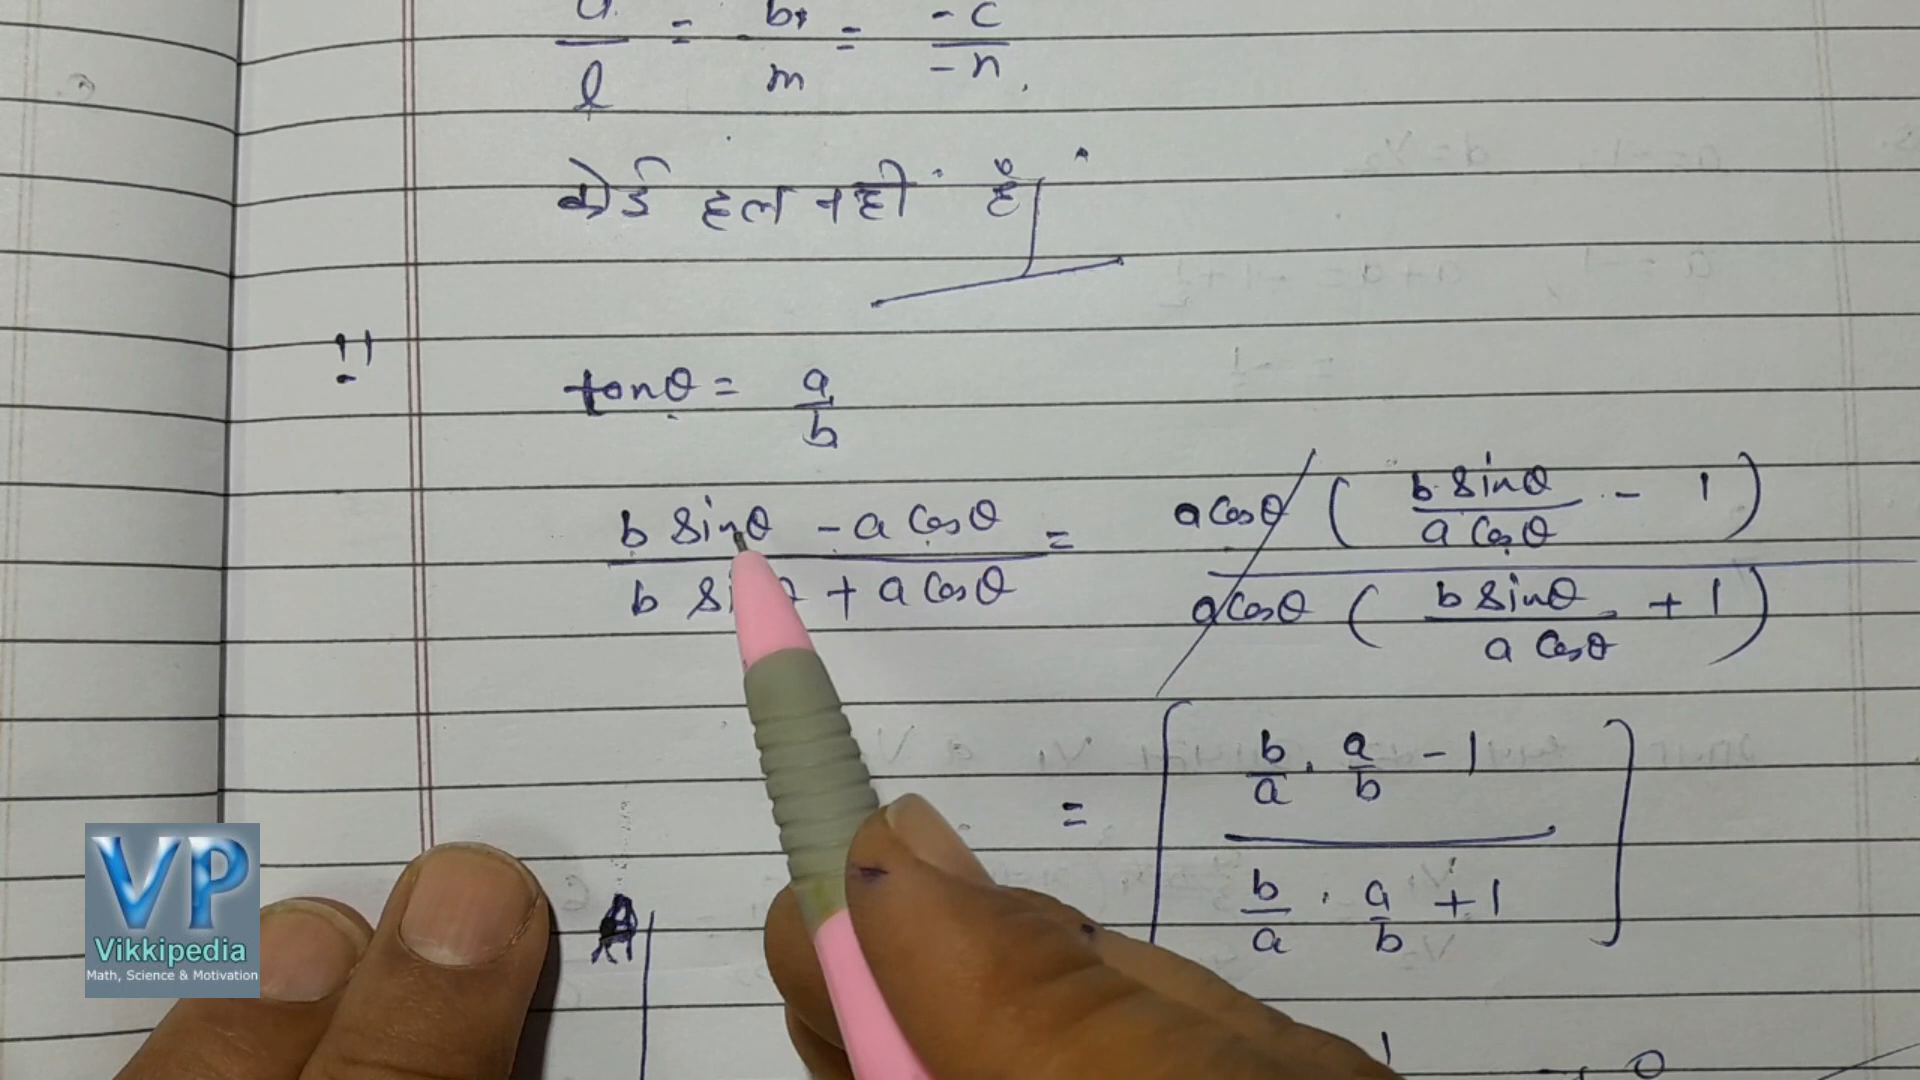 a/l = b/m = -c/-n
कोई हल नहीं है।
!!
tanθ = a/b
b sinθ - a cosθ / b sinθ + a cosθ = a cosθ ( b sinθ / a cosθ - 1 ) / a cosθ ( b sinθ / a cosθ + 1 )
= [ b/a . a/b - 1 / b/a . a/b + 1 ]
VP
Vikkipedia
Math, Science & Motivation